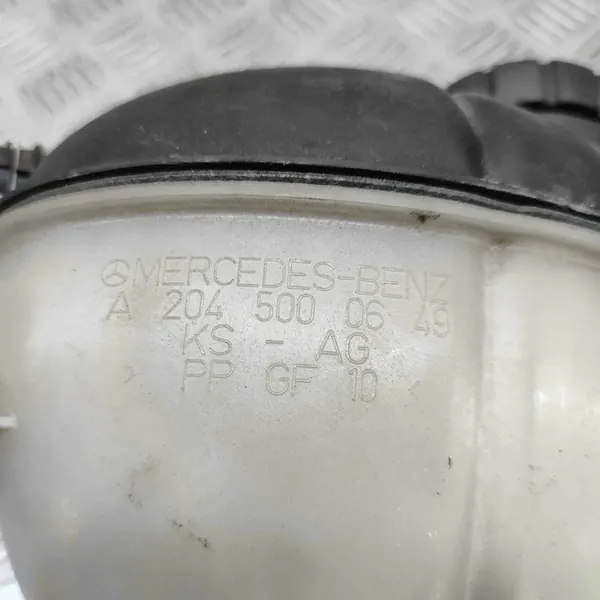 MERCEDES-BENZ
A 204 500 06 49
KS - AG
> PP GF 10 <